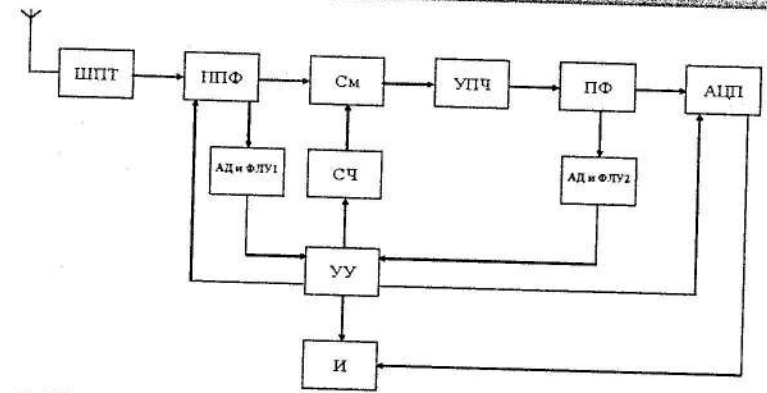 ШПТ
НПФ
См
УПЧ
ПФ
АЦП
АД и ФЛУ1
СЧ
АД и ФЛУ2
УУ
И